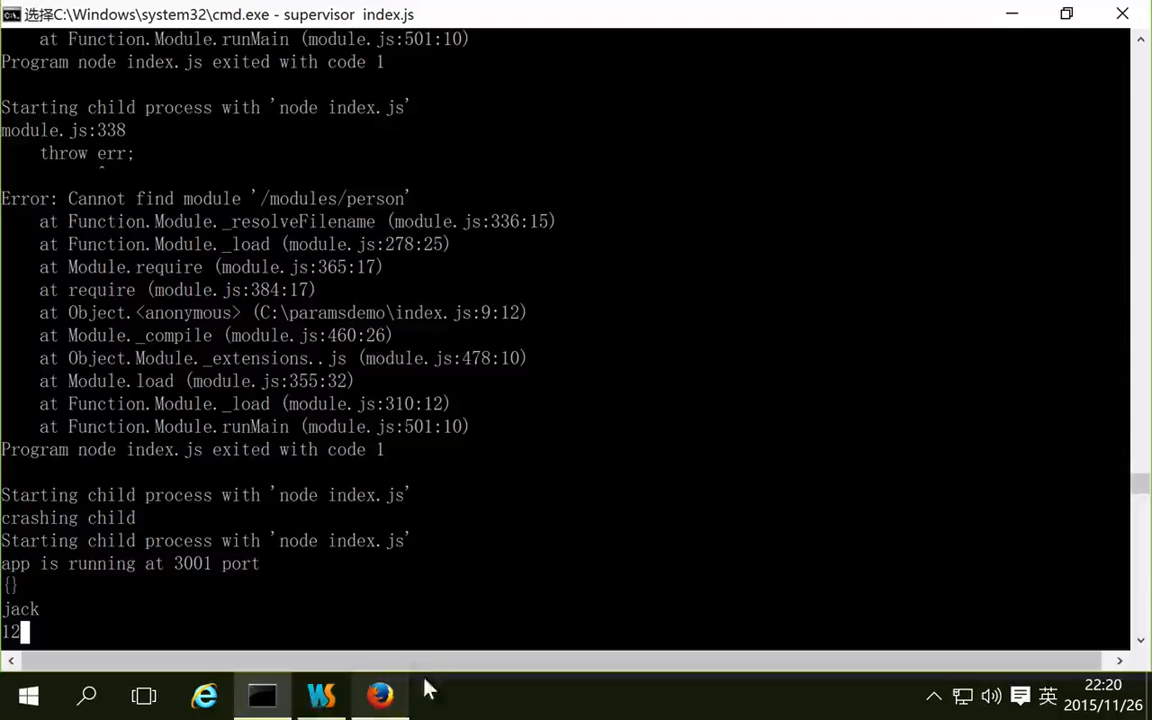 选择C:\Windows\system32\cmd.exe - supervisor  index.js
    at Function.Module.runMain (module.js:501:10)
Program node index.js exited with code 1
Starting child process with 'node index.js'
module.js:338
    throw err;
          ^
Error: Cannot find module '/modules/person'
    at Function.Module._resolveFilename (module.js:336:15)
    at Function.Module._load (module.js:278:25)
    at Module.require (module.js:365:17)
    at require (module.js:384:17)
    at Object.<anonymous> (C:\paramsdemo\index.js:9:12)
    at Module._compile (module.js:460:26)
    at Object.Module._extensions..js (module.js:478:10)
    at Module.load (module.js:355:32)
    at Function.Module._load (module.js:310:12)
    at Function.Module.runMain (module.js:501:10)
Program node index.js exited with code 1
Starting child process with 'node index.js'
crashing child
Starting child process with 'node index.js'
app is running at 3001 port
{}
jack
12
英
22:20
2015/11/26